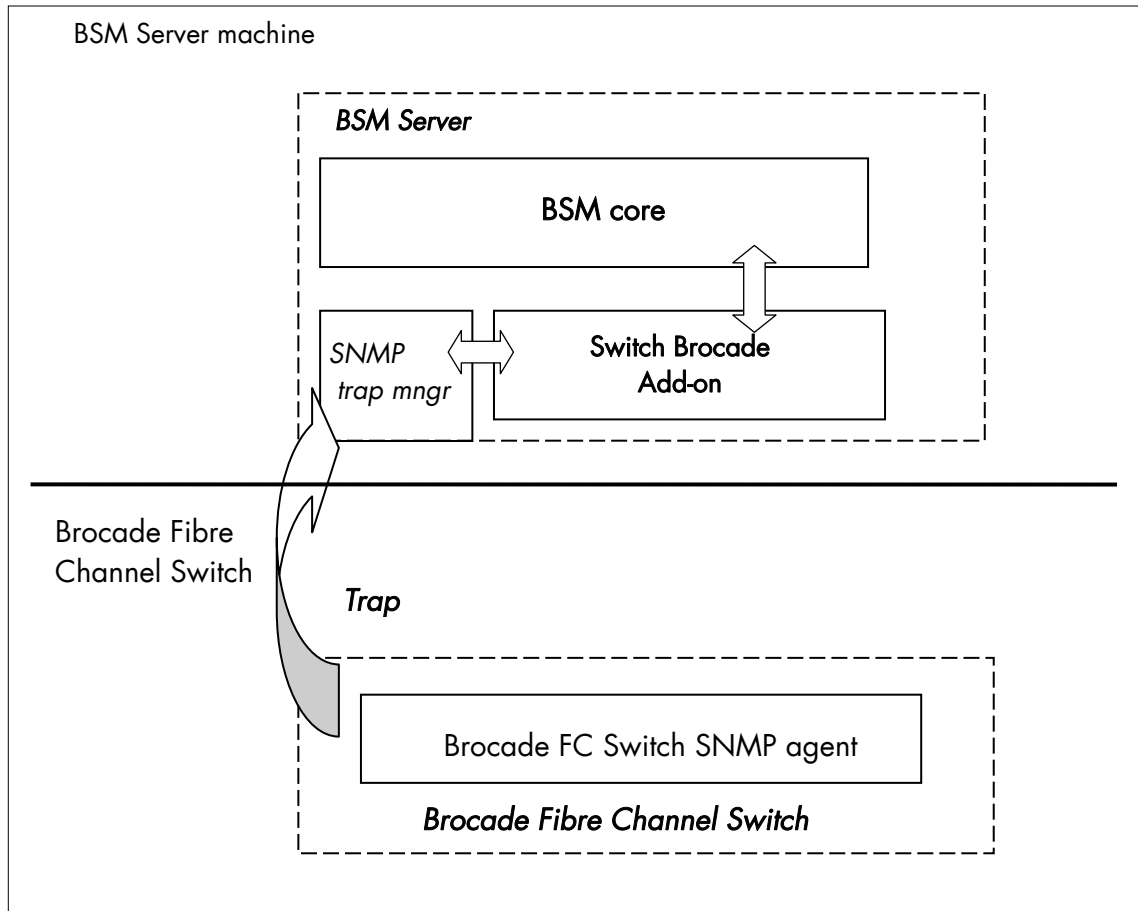 BSM Server machine
BSM Server
BSM core
SNMP
trap mngr
Switch Brocade
Add-on
Brocade Fibre
Channel Switch
Trap
Brocade FC Switch SNMP agent
Brocade Fibre Channel Switch